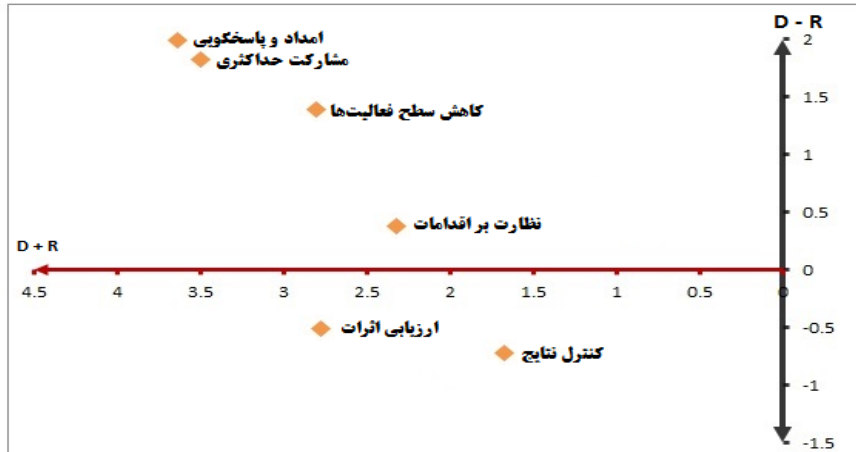 D - R
2
امداد و پاسخگویی
مشارکت حداکثری
1.5
کاهش سطح فعالیت‌ها
1
0.5
نظارت بر اقدامات
D + R
0
4.5 4 3.5 3 2.5 2 1.5 1 0.5 0
-0.5
ارزیابی اثرات
کنترل نتایج
-1
-1.5